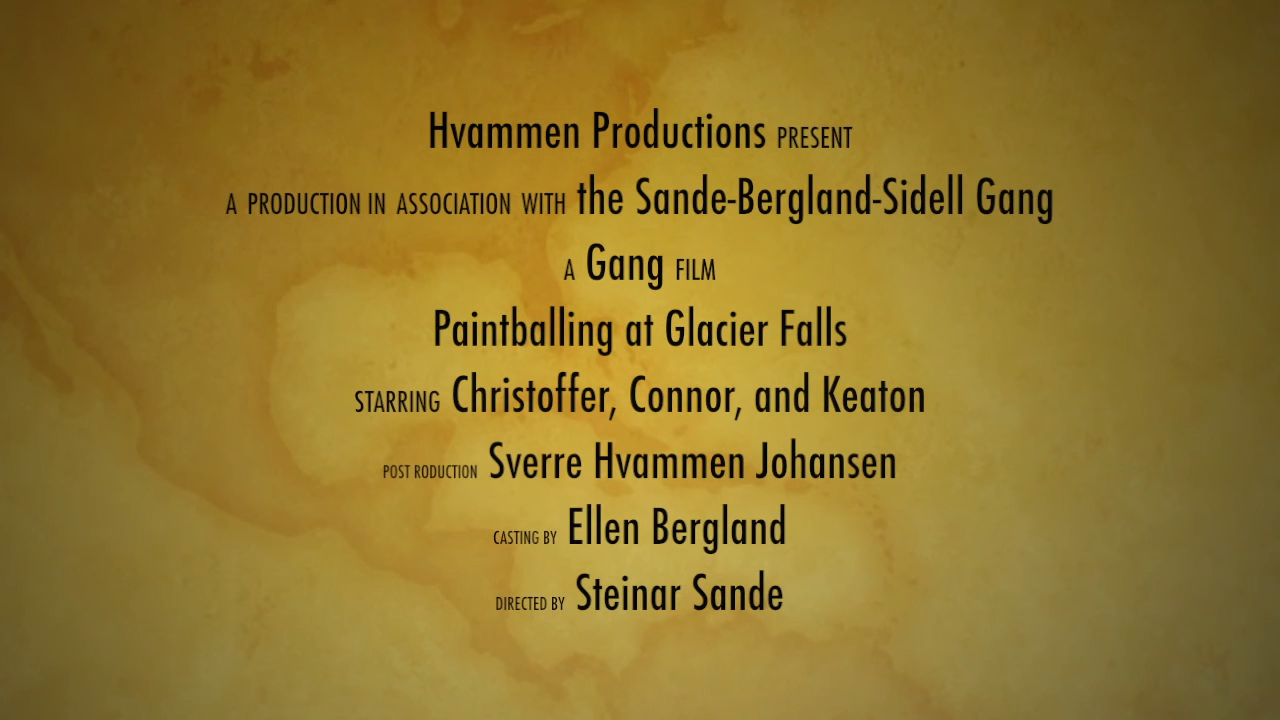 Hvammen Productions PRESENT
A PRODUCTION IN ASSOCIATION WITH the Sande-Bergland-Sidell Gang
A Gang FILM
Paintballing at Glacier Falls
STARRING Christoffer, Connor, and Keaton
POST RODUCTION Sverre Hvammen Johansen
CASTING BY Ellen Bergland
DIRECTED BY Steinar Sande